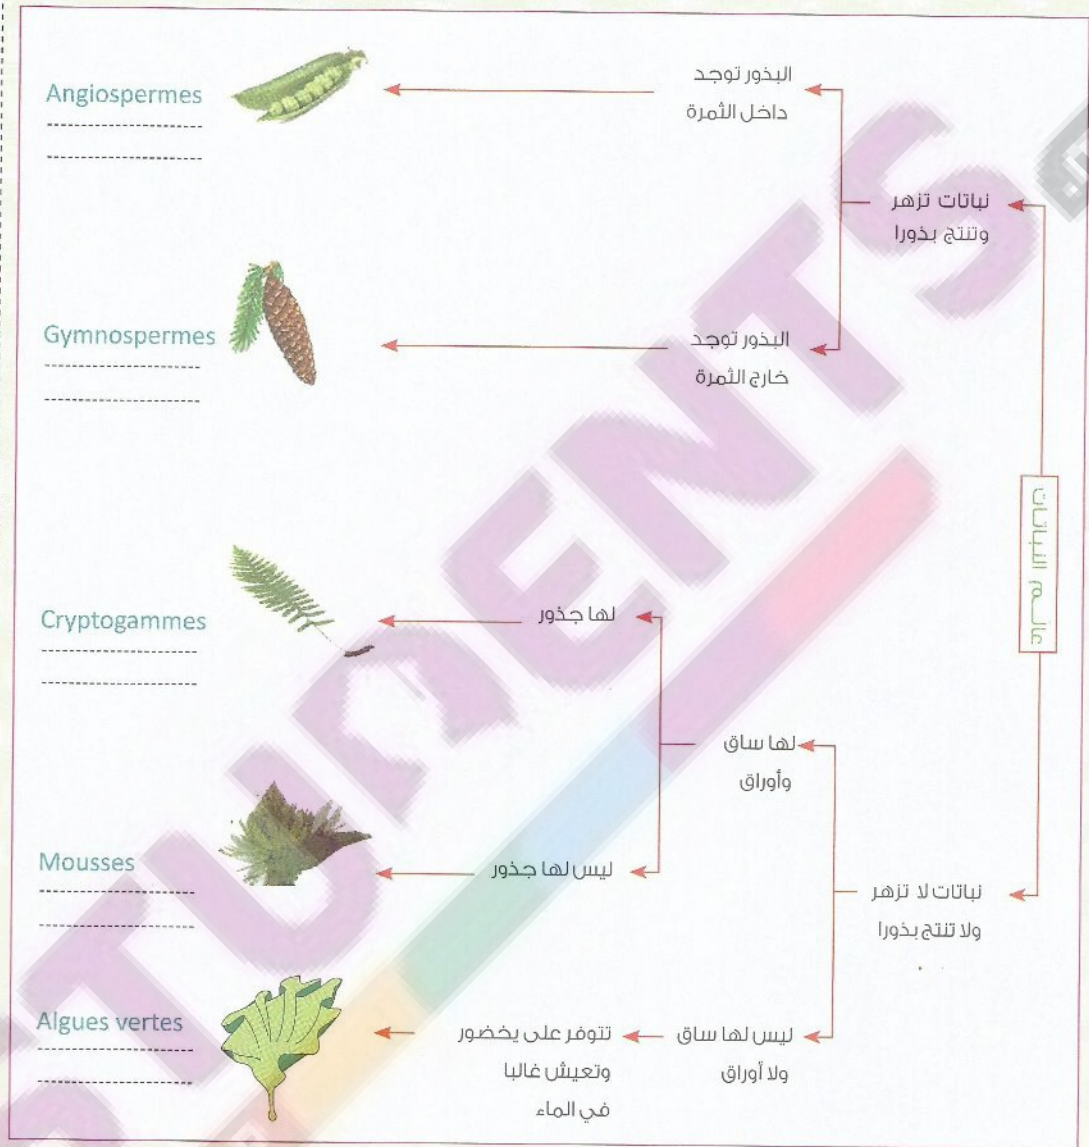 عالم النباتات
نباتات تزهر
وتنتج بذورا
البذور توجد
داخل الثمرة
Angiospermes
البذور توجد
خارج الثمرة
Gymnospermes
نباتات لا تزهر
ولا تنتج بذورا
لها ساق
وأوراق
لها جذور
Cryptogammes
ليس لها جذور
Mousses
ليس لها ساق
ولا أوراق
تتوفر على يخضور
وتعيش غالبا
في الماء
Algues vertes
STUDENTS